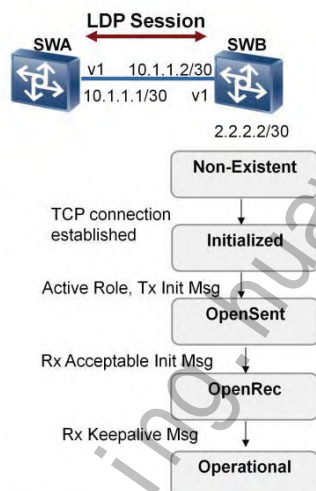 LDP Session
SWA
SWB
v1 10.1.1.2/30
10.1.1.1/30 v1
2.2.2.2/30
Non-Existent
TCP connection
established
Initialized
Active Role, Tx Init Msg
OpenSent
Rx Acceptable Init Msg
OpenRec
Rx Keepalive Msg
Operational